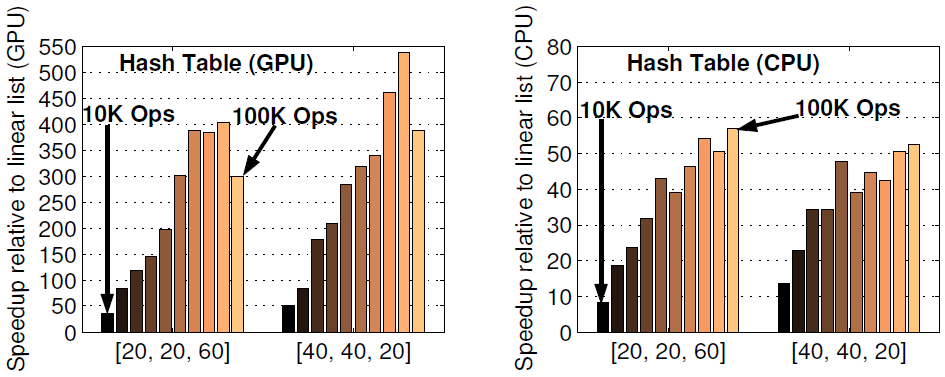 Speedup relative to linear list (GPU)
550
500
450
400
350
300
250
200
150
100
50
0
Hash Table (GPU)
10K Ops
100K Ops
[20, 20, 60]
[40, 40, 20]
Speedup relative to linear list (CPU)
80
70
60
50
40
30
20
10
0
Hash Table (CPU)
10K Ops
100K Ops
[20, 20, 60]
[40, 40, 20]